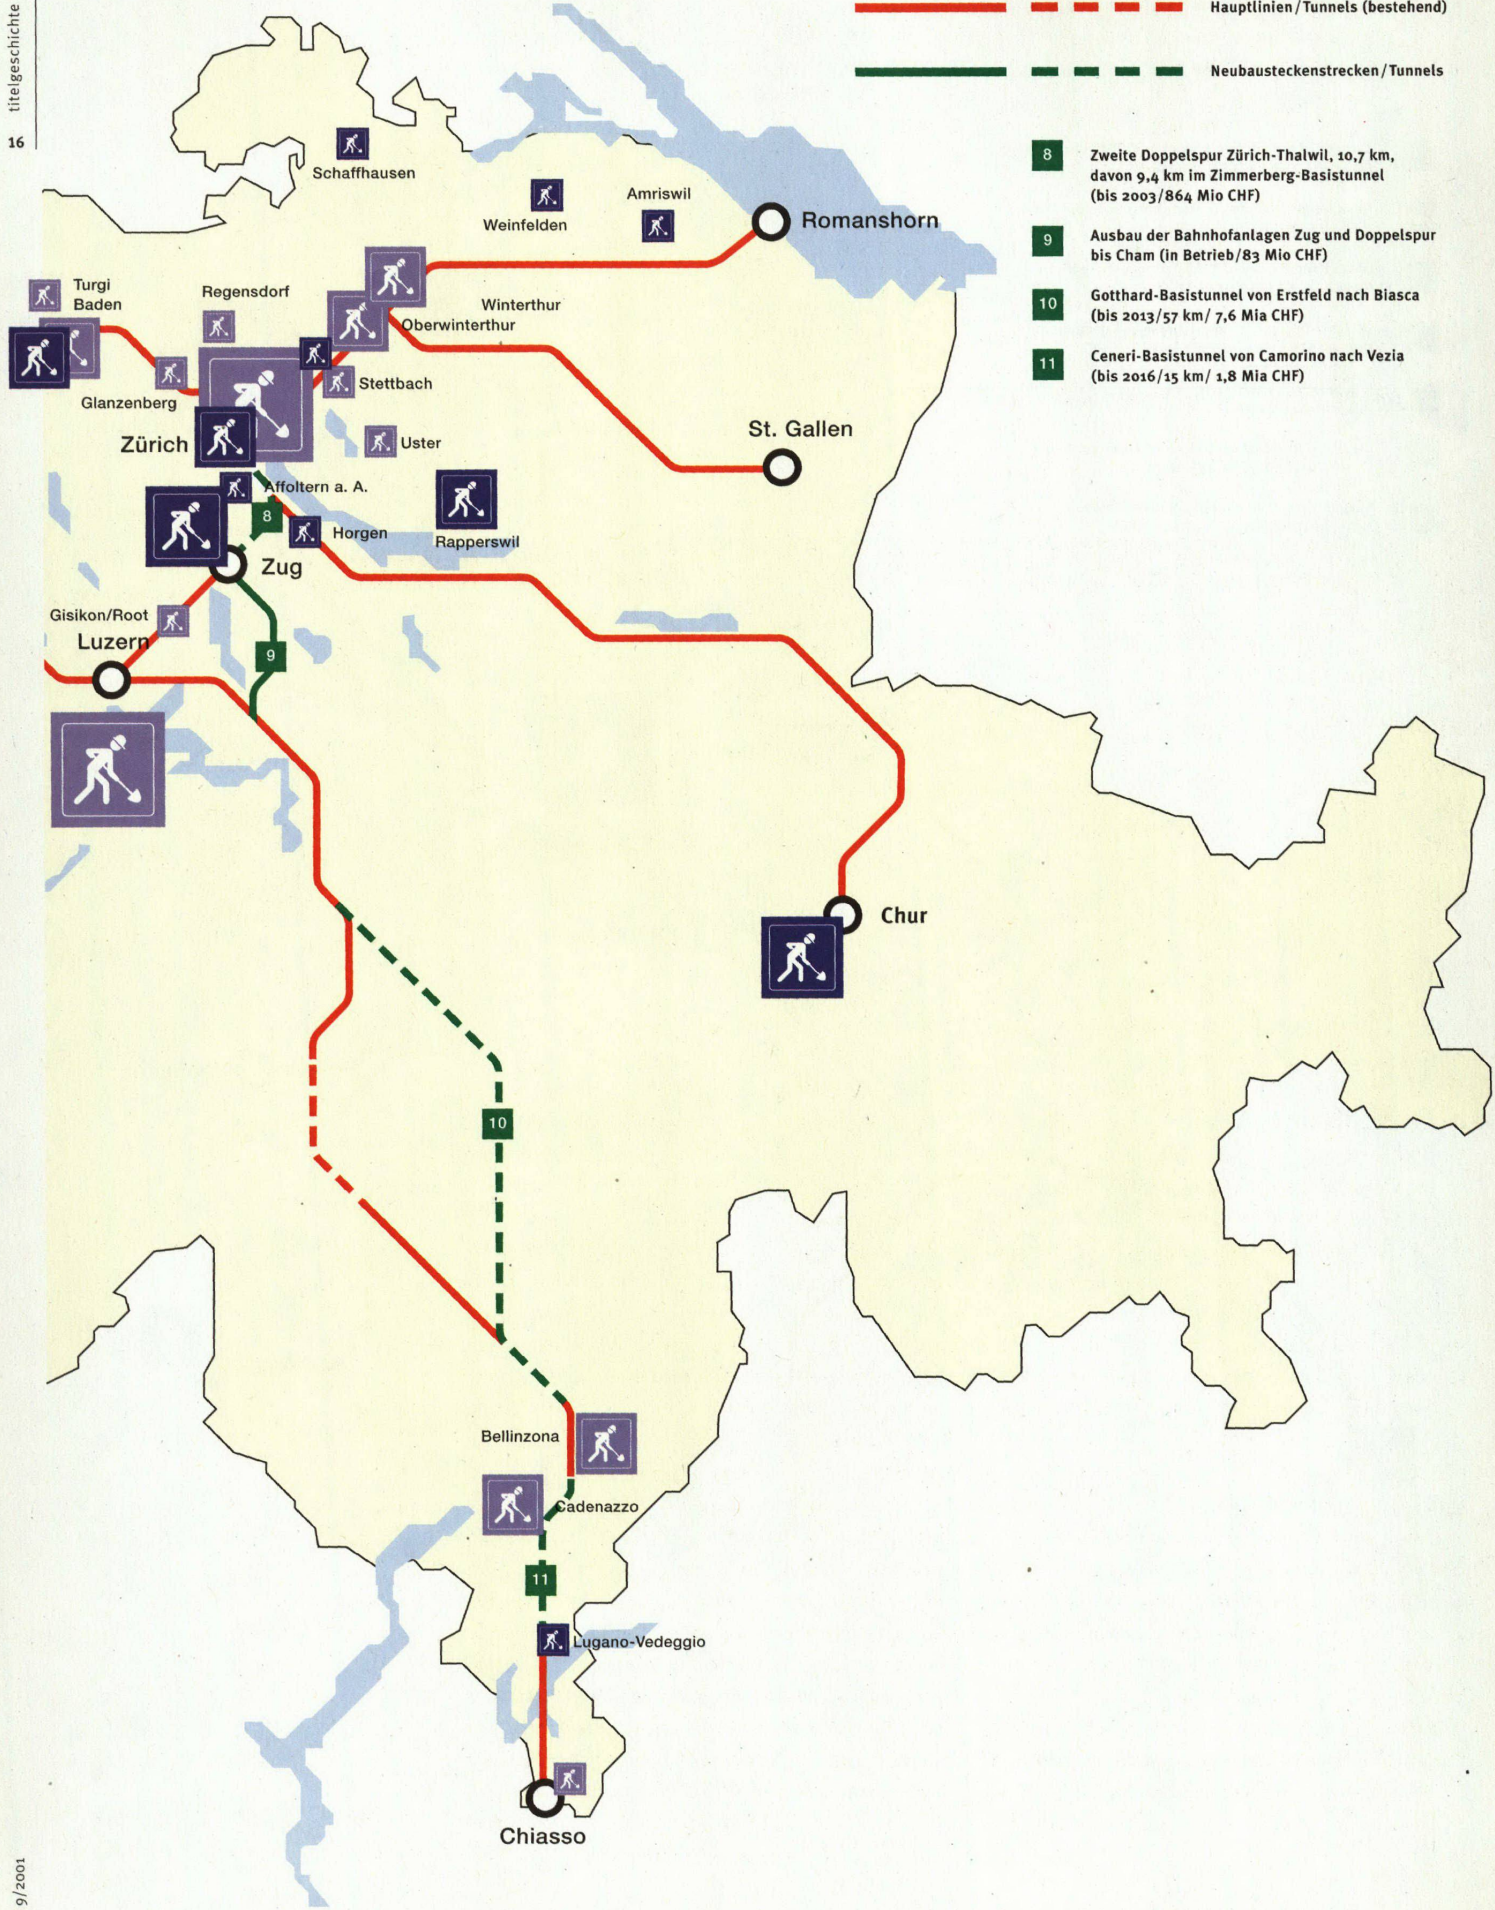 titelgeschichte
16
Hauptlinien/Tunnels (bestehend)
Neubausteckenstrecken/Tunnels
8
Zweite Doppelspur Zürich-Thalwil, 10,7 km,
davon 9,4 km im Zimmerberg-Basistunnel
(bis 2003/864 Mio CHF)
9
Ausbau der Bahnhofanlagen Zug und Doppelspur
bis Cham (in Betrieb/83 Mio CHF)
10
Gotthard-Basistunnel von Erstfeld nach Biasca
(bis 2013/57 km/ 7,6 Mia CHF)
11
Ceneri-Basistunnel von Camorino nach Vezia
(bis 2016/15 km/ 1,8 Mia CHF)
Schaffhausen
Weinfelden
Amriswil
Romanshorn
Turgi
Baden
Regensdorf
Winterthur
Oberwinterthur
Stettbach
Glanzenberg
Zürich
Uster
St. Gallen
Affoltern a. A.
8
Horgen
Rapperswil
Zug
Gisikon/Root
Luzern
9
Chur
10
Bellinzona
Cadenazzo
11
Lugano-Vedeggio
Chiasso
9/2001